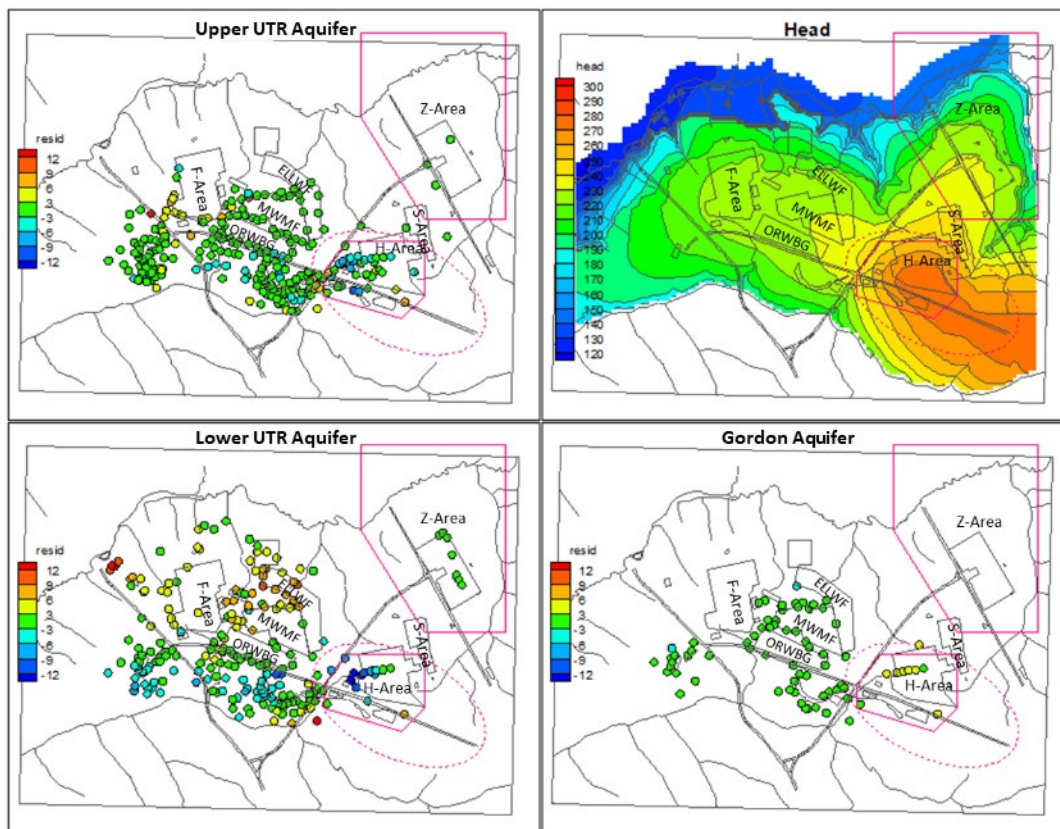 Upper UTR Aquifer
resid
12
9
6
3
-3
-6
-9
-12
Z-Area
F-Area
ELLWF
MWMF
ORWBG
S-Area
H-Area
Head
head
300
290
280
270
260
250
240
230
220
210
200
190
180
170
160
150
140
130
120
Z-Area
F-Area
ELLWF
MWMF
ORWBG
S-Area
H-Area
Lower UTR Aquifer
resid
12
9
6
3
-3
-6
-9
-12
Z-Area
F-Area
ELLWF
MWMF
ORWBG
S-Area
H-Area
Gordon Aquifer
resid
12
9
6
3
-3
-6
-9
-12
Z-Area
F-Area
ELLWF
MWMF
ORWBG
S-Area
H-Area